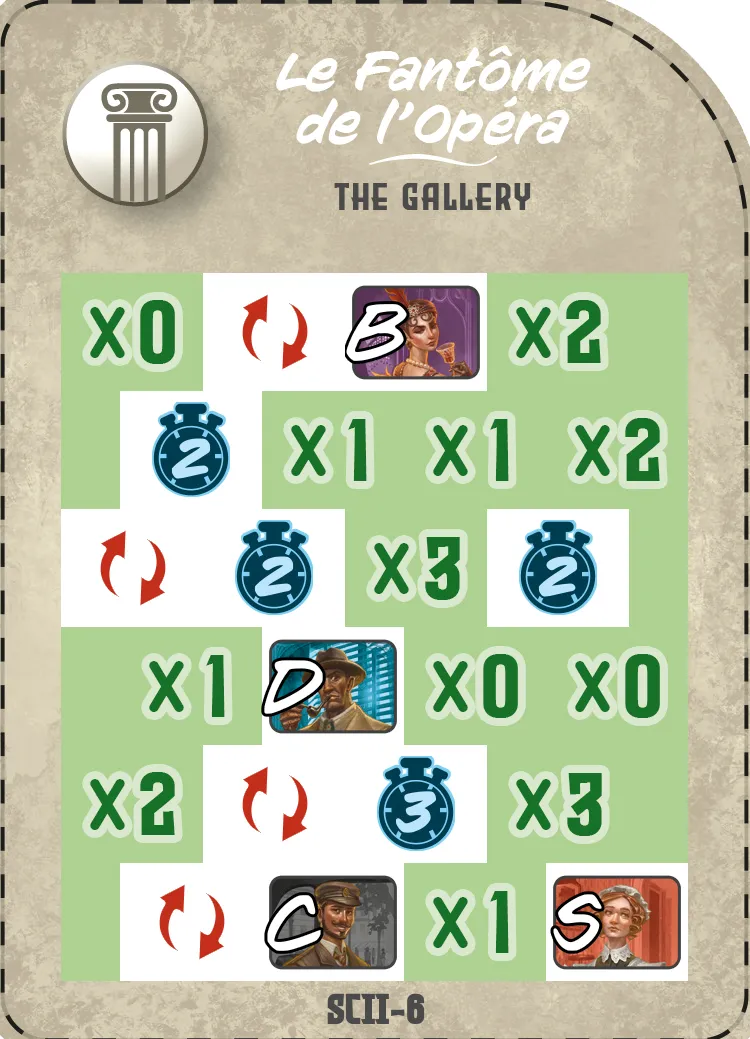 Le Fantôme
de l'Opéra
THE GALLERY
x0 B x2
2 x1 x1 x2
2 x3 2
x1 D x0 x0
x2 3 x3
C x1 S
SCII-6